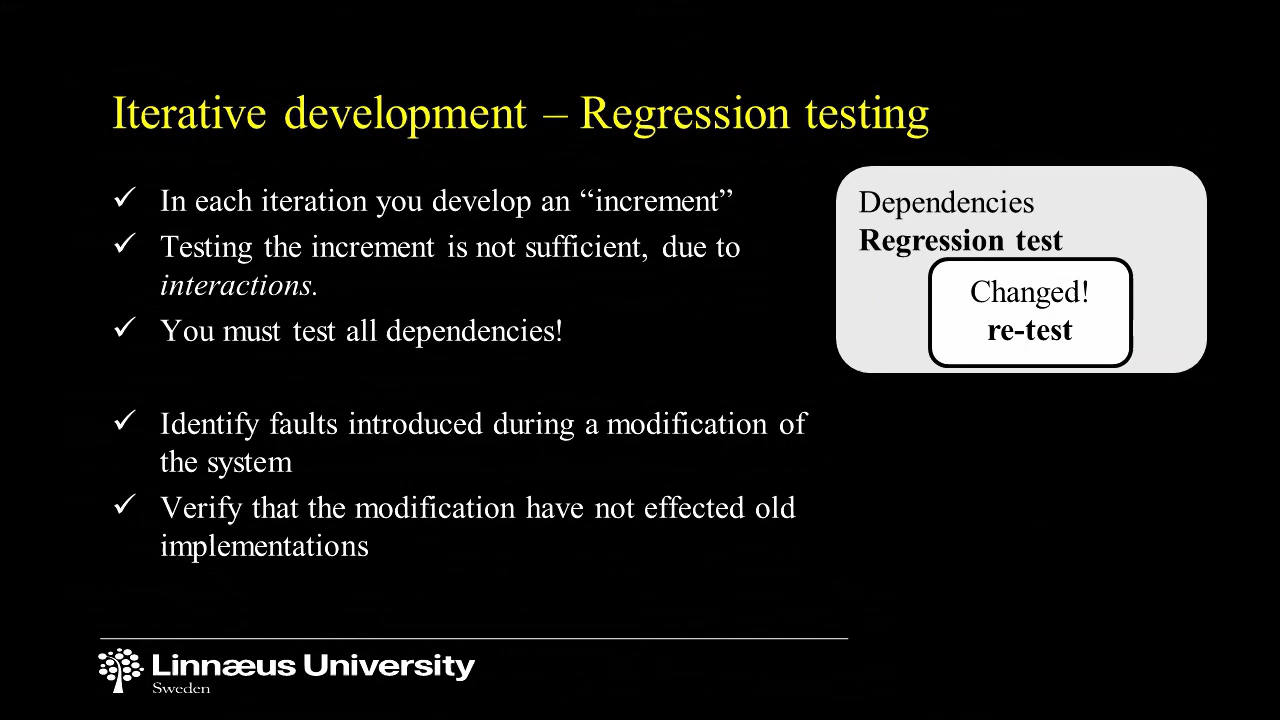 Iterative development – Regression testing
✓ In each iteration you develop an “increment”
✓ Testing the increment is not sufficient, due to
interactions.
✓ You must test all dependencies!
✓ Identify faults introduced during a modification of
the system
✓ Verify that the modification have not effected old
implementations
Dependencies
Regression test
Changed!
re-test
Linnæus University
Sweden